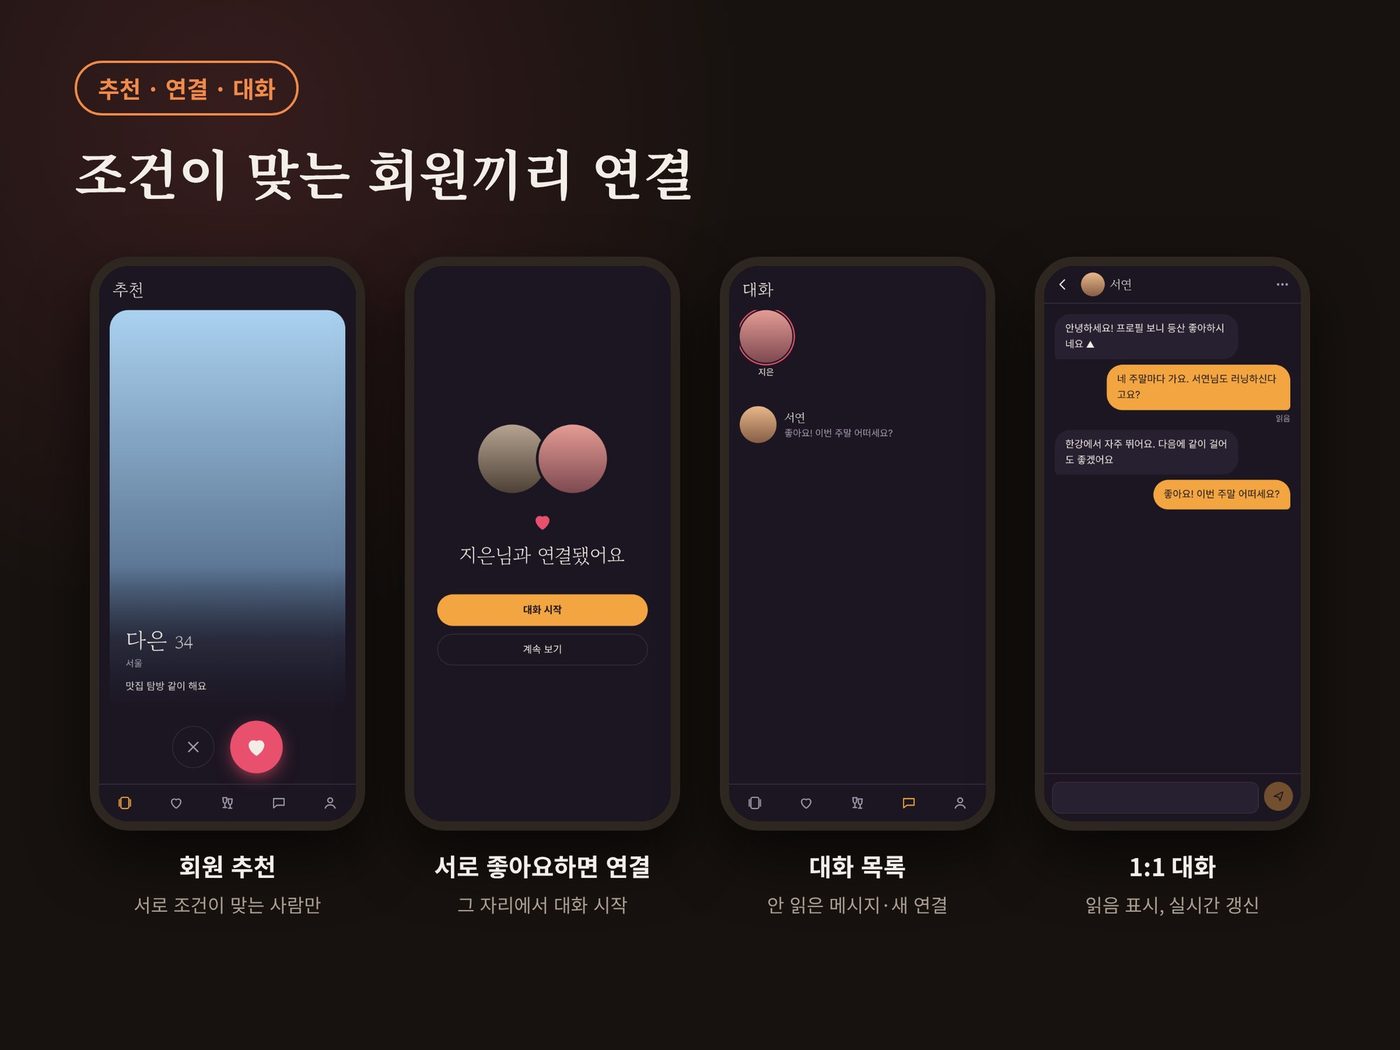 추천 · 연결 · 대화
조건이 맞는 회원끼리 연결
추천
다은 34
서울
맛집 탐방 같이 해요
회원 추천
서로 조건이 맞는 사람만
지은님과 연결됐어요
대화 시작
계속 보기
서로 좋아요하면 연결
그 자리에서 대화 시작
대화
지은
서연
좋아요! 이번 주말 어떠세요?
대화 목록
안 읽은 메시지·새 연결
서연
안녕하세요! 프로필 보니 등산 좋아하시
네요 ▲
네 주말마다 가요. 서연님도 러닝하신다
고요?
읽음
한강에서 자주 뛰어요. 다음에 같이 걸어
도 좋겠어요
좋아요! 이번 주말 어떠세요?
1:1 대화
읽음 표시, 실시간 갱신